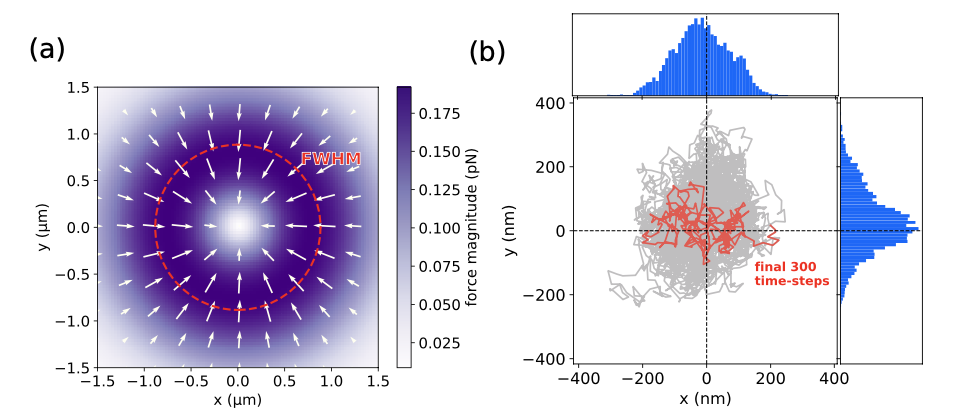 (a)
FWHM
1.5
1.0
0.5
0.0
−0.5
−1.0
−1.5
y (μm)
−1.5 −1.0 −0.5 0.0 0.5 1.0 1.5
x (μm)
0.175
0.150
0.125
0.100
0.075
0.050
0.025
force magnitude (pN)
(b)
400
200
0
−200
−400
y (nm)
final 300
time-steps
−400 −200 0 200 400
x (nm)